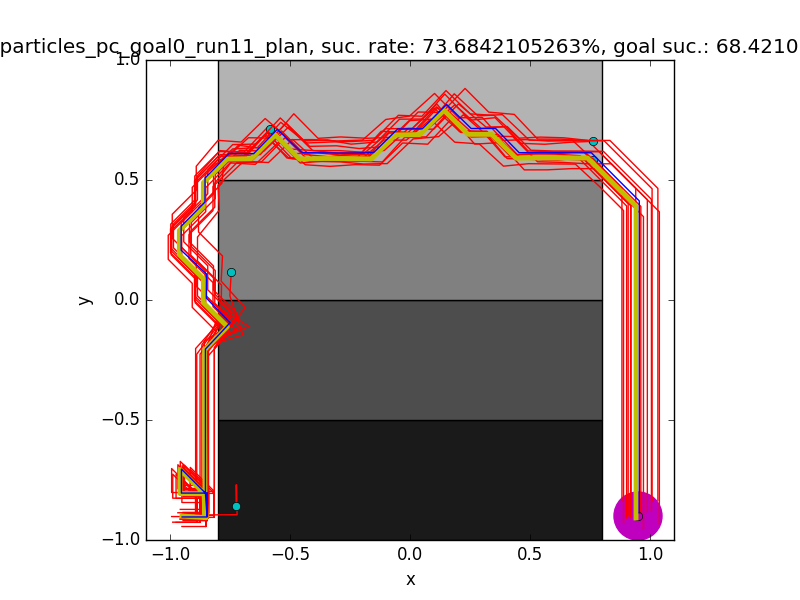 particles_pc_goal0_run11_plan, suc. rate: 73.6842105263%, goal suc.: 68.4210
1.0
0.5
0.0
−0.5
−1.0
y
−1.0 −0.5 0.0 0.5 1.0
x